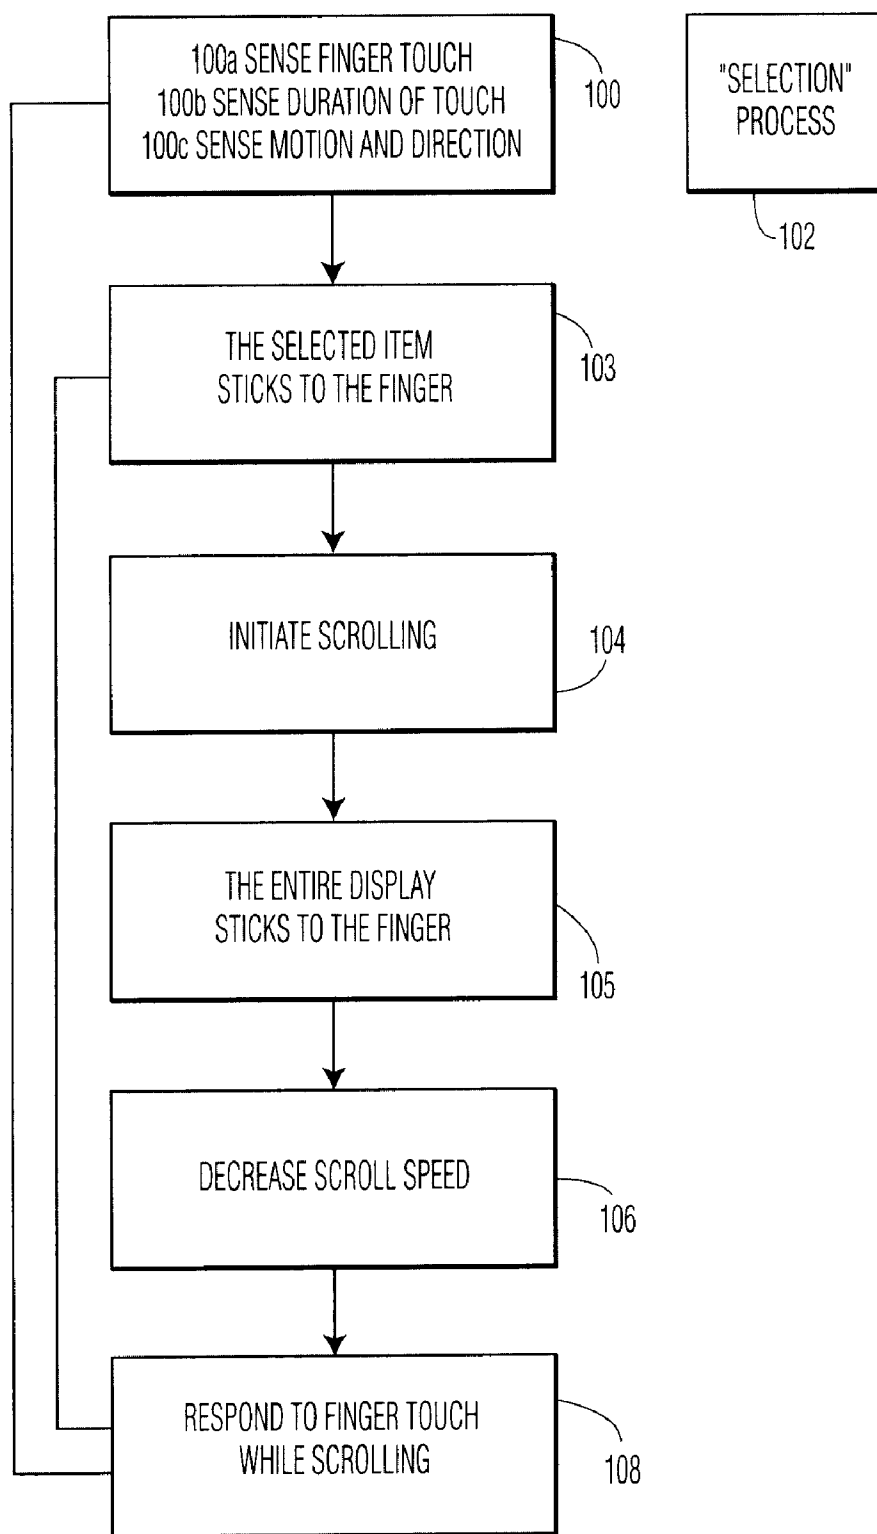 100a SENSE FINGER TOUCH
100b SENSE DURATION OF TOUCH
100c SENSE MOTION AND DIRECTION
100
"SELECTION"
PROCESS
102
THE SELECTED ITEM
STICKS TO THE FINGER
103
INITIATE SCROLLING
104
THE ENTIRE DISPLAY
STICKS TO THE FINGER
105
DECREASE SCROLL SPEED
106
RESPOND TO FINGER TOUCH
WHILE SCROLLING
108